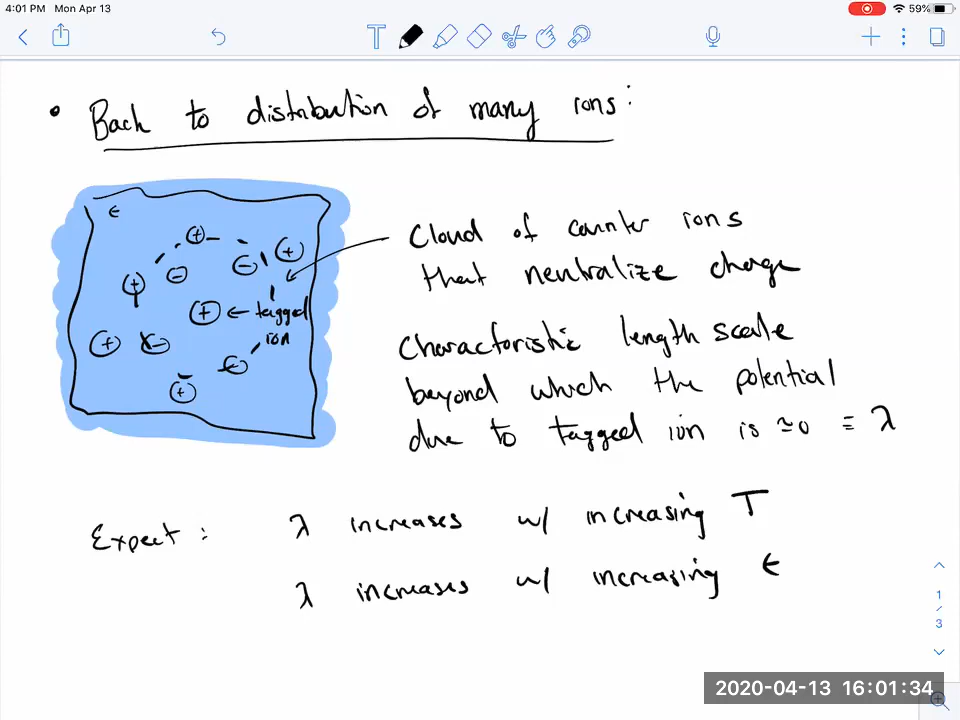 4:01 PM Mon Apr 13
59%
• Back to distribution of many ions:
ϵ
+ −
− +
+ −
+ ← tagged
ion
+ −
−
+
Cloud of counter ions
that neutralize charge
Characteristic length scale
beyond which the potential
due to tagged ion is ≃0 ≡ λ
Expect: λ increases w/ increasing T
λ increases w/ increasing ϵ
1
/
3
2020-04-13 16:01:34